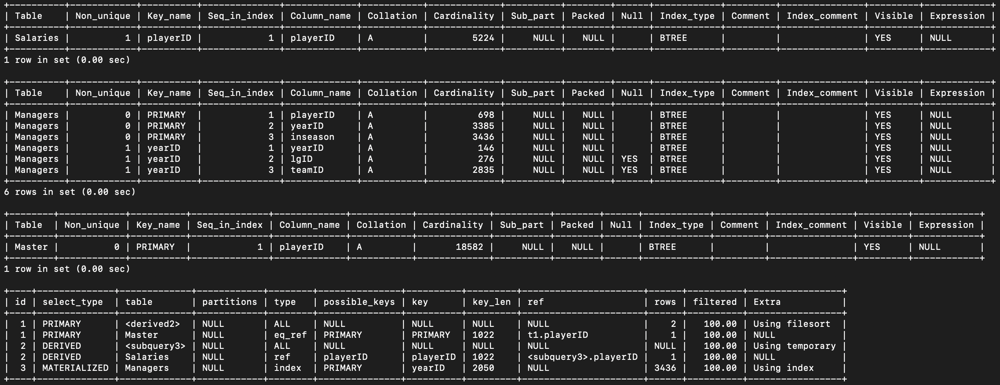 +-----------+------------+----------+--------------+-------------+-----------+-------------+----------+--------+------+------------+---------+---------------+---------+------------+
| Table     | Non_unique | Key_name | Seq_in_index | Column_name | Collation | Cardinality | Sub_part | Packed | Null | Index_type | Comment | Index_comment | Visible | Expression |
+-----------+------------+----------+--------------+-------------+-----------+-------------+----------+--------+------+------------+---------+---------------+---------+------------+
| Salaries |          1 | playerID |            1 | playerID    | A         |        5224 |     NULL |   NULL |      | BTREE      |         |               | YES     | NULL       |
+-----------+------------+----------+--------------+-------------+-----------+-------------+----------+--------+------+------------+---------+---------------+---------+------------+
1 row in set (0.00 sec)
+----------+------------+----------+--------------+-------------+-----------+-------------+----------+--------+------+------------+---------+---------------+---------+------------+
| Table    | Non_unique | Key_name | Seq_in_index | Column_name | Collation | Cardinality | Sub_part | Packed | Null | Index_type | Comment | Index_comment | Visible | Expression |
+----------+------------+----------+--------------+-------------+-----------+-------------+----------+--------+------+------------+---------+---------------+---------+------------+
| Managers |          0 | PRIMARY  |            1 | playerID    | A         |         698 |     NULL |   NULL |      | BTREE      |         |               | YES     | NULL       |
| Managers |          0 | PRIMARY  |            2 | yearID      | A         |        3385 |     NULL |   NULL |      | BTREE      |         |               | YES     | NULL       |
| Managers |          0 | PRIMARY  |            3 | inseason    | A         |        3436 |     NULL |   NULL |      | BTREE      |         |               | YES     | NULL       |
| Managers |          1 | yearID   |            1 | yearID      | A         |         146 |     NULL |   NULL |      | BTREE      |         |               | YES     | NULL       |
| Managers |          1 | yearID   |            2 | lgID        | A         |         276 |     NULL |   NULL | YES  | BTREE      |         |               | YES     | NULL       |
| Managers |          1 | yearID   |            3 | teamID      | A         |        2835 |     NULL |   NULL | YES  | BTREE      |         |               | YES     | NULL       |
+----------+------------+----------+--------------+-------------+-----------+-------------+----------+--------+------+------------+---------+---------------+---------+------------+
6 rows in set (0.00 sec)
+--------+------------+----------+--------------+-------------+-----------+-------------+----------+--------+------+------------+---------+---------------+---------+------------+
| Table  | Non_unique | Key_name | Seq_in_index | Column_name | Collation | Cardinality | Sub_part | Packed | Null | Index_type | Comment | Index_comment | Visible | Expression |
+--------+------------+----------+--------------+-------------+-----------+-------------+----------+--------+------+------------+---------+---------------+---------+------------+
| Master |          0 | PRIMARY  |            1 | playerID    | A         |       18582 |     NULL |   NULL |      | BTREE      |         |               | YES     | NULL       |
+--------+------------+----------+--------------+-------------+-----------+-------------+----------+--------+------+------------+---------+---------------+---------+------------+
1 row in set (0.00 sec)
+----+--------------+-------------+------------+--------+---------------+----------+---------+----------------------+------+----------+-----------------+
| id | select_type  | table       | partitions | type   | possible_keys | key      | key_len | ref                  | rows | filtered | Extra           |
+----+--------------+-------------+------------+--------+---------------+----------+---------+----------------------+------+----------+-----------------+
|  1 | PRIMARY      | <derived2>  | NULL       | ALL    | NULL          | NULL     | NULL    | NULL                 |    2 |   100.00 | Using filesort  |
|  1 | PRIMARY      | Master      | NULL       | eq_ref | PRIMARY       | PRIMARY  | 1022    | t1.playerID          |    1 |   100.00 | NULL            |
|  2 | DERIVED      | <subquery3> | NULL       | ALL    | NULL          | NULL     | NULL    | NULL                 | NULL |   100.00 | Using temporary |
|  2 | DERIVED      | Salaries    | NULL       | ref    | playerID      | playerID | 1022    | <subquery3>.playerID |    1 |   100.00 | NULL            |
|  3 | MATERIALIZED | Managers    | NULL       | index  | PRIMARY       | yearID   | 2050    | NULL                 | 3436 |   100.00 | Using index     |
+----+--------------+-------------+------------+--------+---------------+----------+---------+----------------------+------+----------+-----------------+